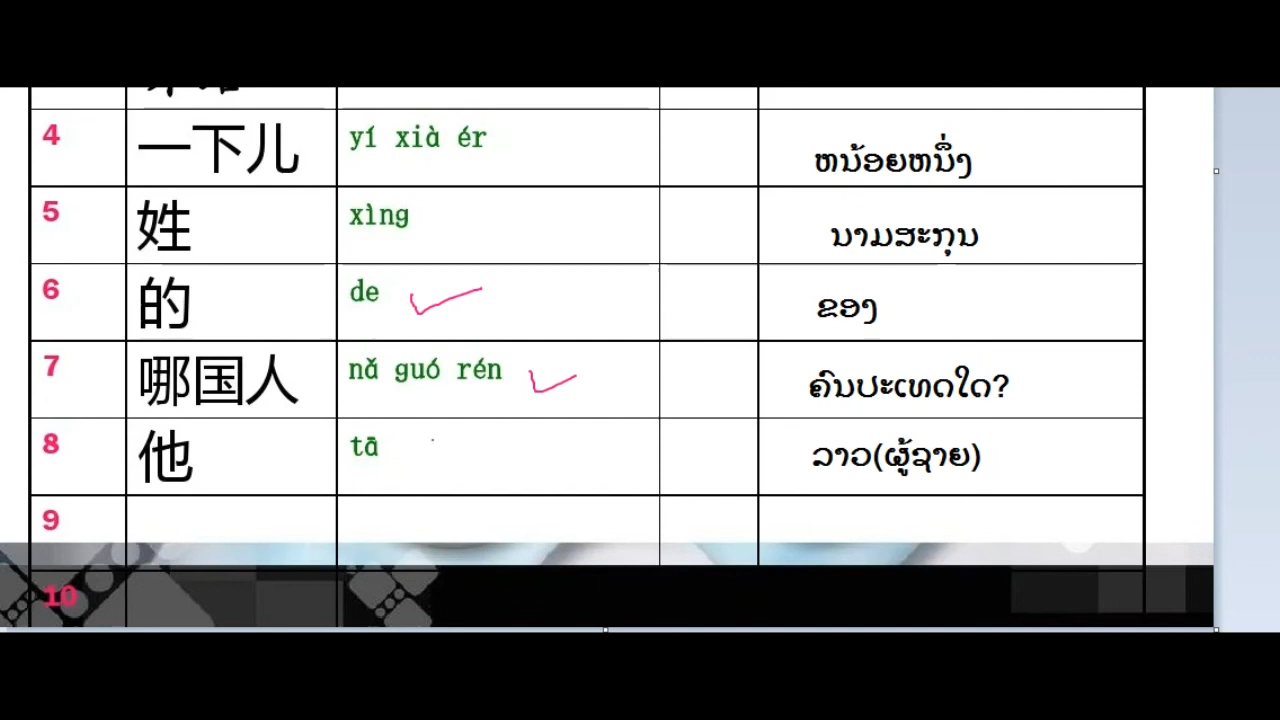 4 一下儿 yí xià ér ຫນ້ອຍຫນຶ່ງ
5 姓 xìng ນາມສະກຸນ
6 的 de ຂອງ
7 哪国人 nǎ guó rén ຄົນປະເທດໃດ?
8 他 tā ລາວ(ຜູ້ຊາຍ)
9
10